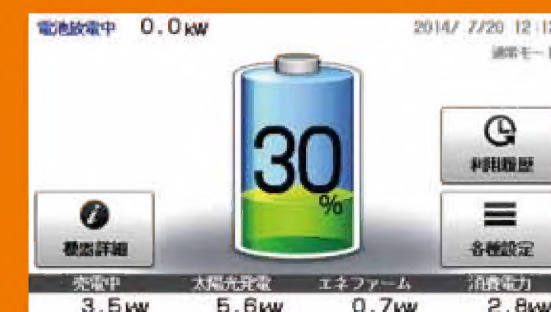 電池放電中 0.0kW 2014/ 7/20 12:12
通常モード
30
%
利用履歴
機器詳細
各種設定
売電中 太陽光発電 エネファーム 消費電力
3.5kW 5.6kW 0.7kW 2.8kW